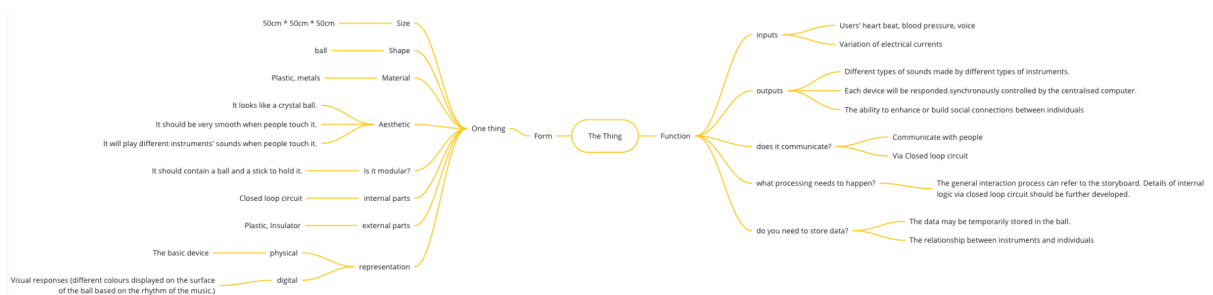 50cm * 50cm * 50cm
Size
ball
Shape
Plastic, metals
Material
It looks like a crystal ball.
It should be very smooth when people touch it.
It will play different instruments' sounds when people touch it.
Aesthetic
It should contain a ball and a stick to hold it.
Is it modular?
Closed loop circuit
internal parts
Plastic, Insulator
external parts
The basic device
physical
Visual responses (different colours displayed on the surface
of the ball based on the rhythm of the music.)
digital
representation
One thing
Form
The Thing
Function
inputs
Users' heart beat, blood pressure, voice
Variation of electrical currents
outputs
Different types of sounds made by different types of instruments.
Each device will be responded synchronously controlled by the centralised computer.
The ability to enhance or build social connections between individuals
does it communicate?
Communicate with people
Via Closed loop circuit
what processing needs to happen?
The general interaction process can refer to the storyboard. Details of internal
logic via closed loop circuit should be further developed.
do you need to store data?
The data may be temporarily stored in the ball.
The relationship between instruments and individuals